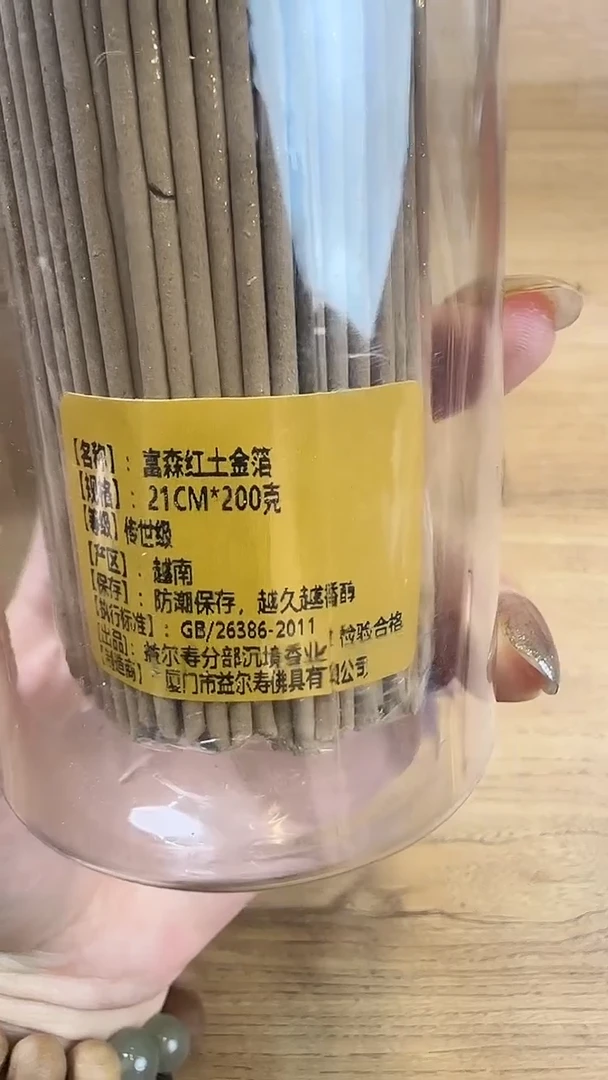 【名称】：富森红土金箔
【规格】：21CM*200克
【等级】传世级
【产区】：越南
【保存】：防潮保存，越久越香醇
【执行标准】：GB/26386-2011
检验合格
【出品】：益尔寿分部沉境香业
【制造商】 厦门市益尔寿佛具有限公司